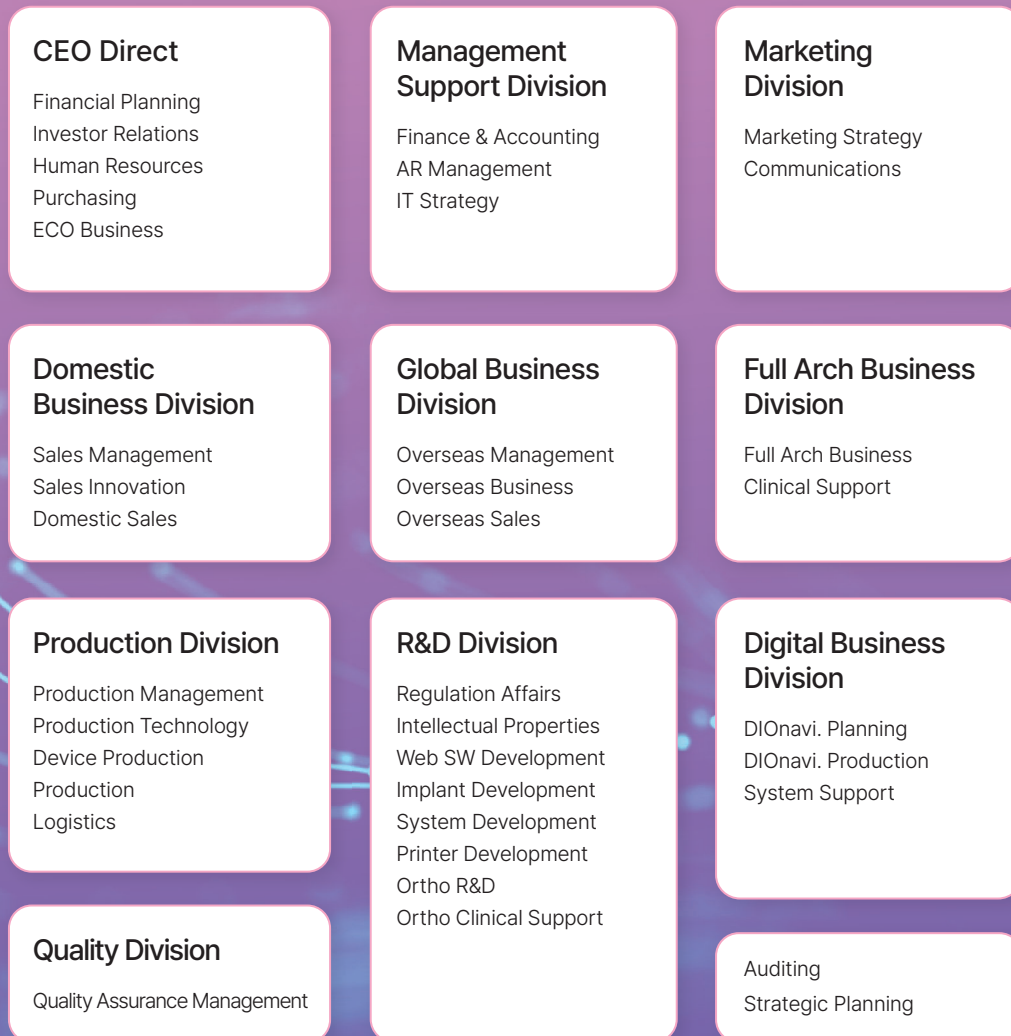 CEO Direct
Financial Planning
Investor Relations
Human Resources
Purchasing
ECO Business
Management
Support Division
Finance & Accounting
AR Management
IT Strategy
Marketing
Division
Marketing Strategy
Communications
Domestic
Business Division
Sales Management
Sales Innovation
Domestic Sales
Global Business
Division
Overseas Management
Overseas Business
Overseas Sales
Full Arch Business
Division
Full Arch Business
Clinical Support
Production Division
Production Management
Production Technology
Device Production
Production
Logistics
R&D Division
Regulation Affairs
Intellectual Properties
Web SW Development
Implant Development
System Development
Printer Development
Ortho R&D
Ortho Clinical Support
Digital Business
Division
DIOnavi. Planning
DIOnavi. Production
System Support
Quality Division
Quality Assurance Management
Auditing
Strategic Planning